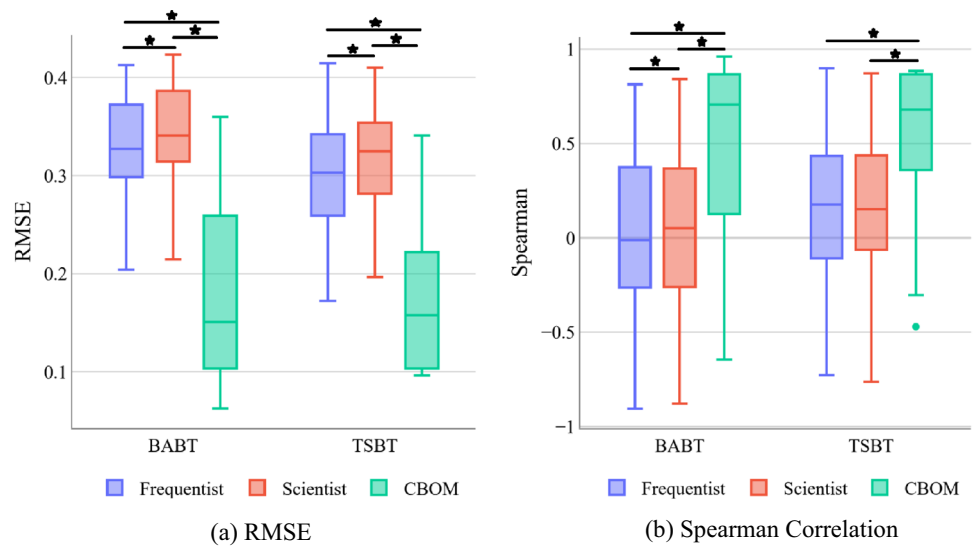 0.4
0.3
0.2
0.1
RMSE
BABT
TSBT
Frequentist
Scientist
CBOM
(a) RMSE
1
0.5
0
−0.5
−1
Spearman
BABT
TSBT
Frequentist
Scientist
CBOM
(b) Spearman Correlation